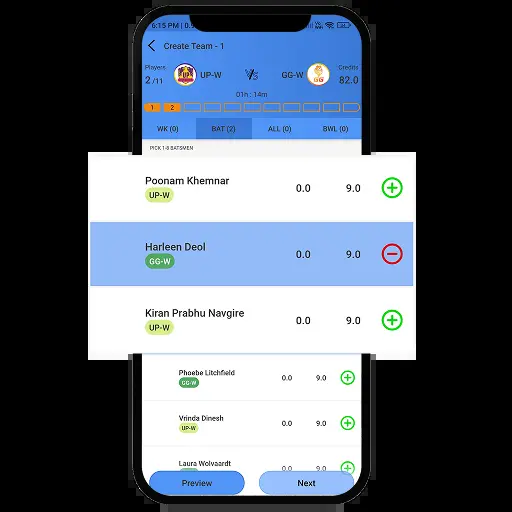 6:15 PM | 0.
Create Team - 1
Players
2 /11
UP-W
VS
GG-W
Credits
82.0
01h : 14m
1 2
WK (0) BAT (2) ALL (0) BWL (0)
PICK 1-8 BATSMEN
Poonam Khemnar 0.0 9.0
UP-W
Harleen Deol 0.0 9.0
GG-W
Kiran Prabhu Navgire 0.0 9.0
UP-W
Phoebe Litchfield 0.0 9.0
GG-W
Vrinda Dinesh 0.0 9.0
UP-W
Laura Wolvaardt 0.0 9.0
Preview Next